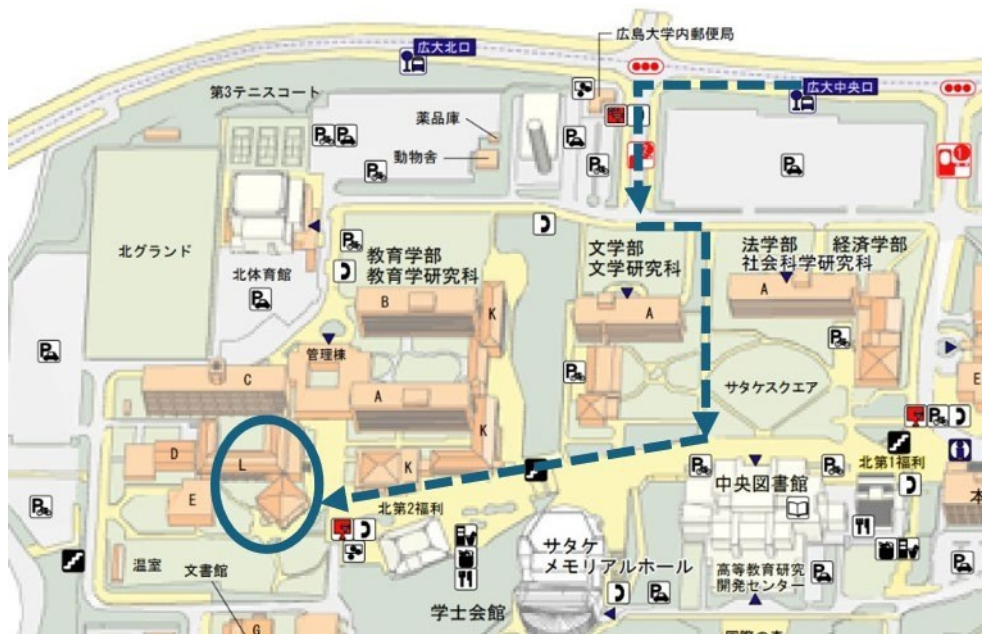 広島大学内郵便局
広大北口
広大中央口
第3テニスコート
薬品庫
動物舎
北グランド
北体育館
教育学部
教育学研究科
文学部
文学研究科
法学部 経済学部
社会科学研究科
B
K
A
A
管理棟
C
A
K
サタケスクエア
E
D
L
K
E
北第1福利
中央図書館
北第2福利
本
サタケ
メモリアルホール
温室
文書館
高等教育研究
開発センター
学士会館
G